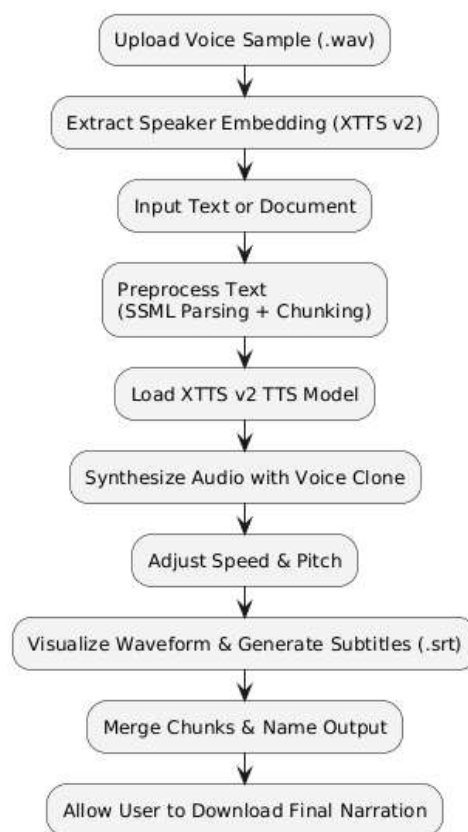 Upload Voice Sample (.wav)
Extract Speaker Embedding (XTTS v2)
Input Text or Document
Preprocess Text
(SSML Parsing + Chunking)
Load XTTS v2 TTS Model
Synthesize Audio with Voice Clone
Adjust Speed & Pitch
Visualize Waveform & Generate Subtitles (.srt)
Merge Chunks & Name Output
Allow User to Download Final Narration